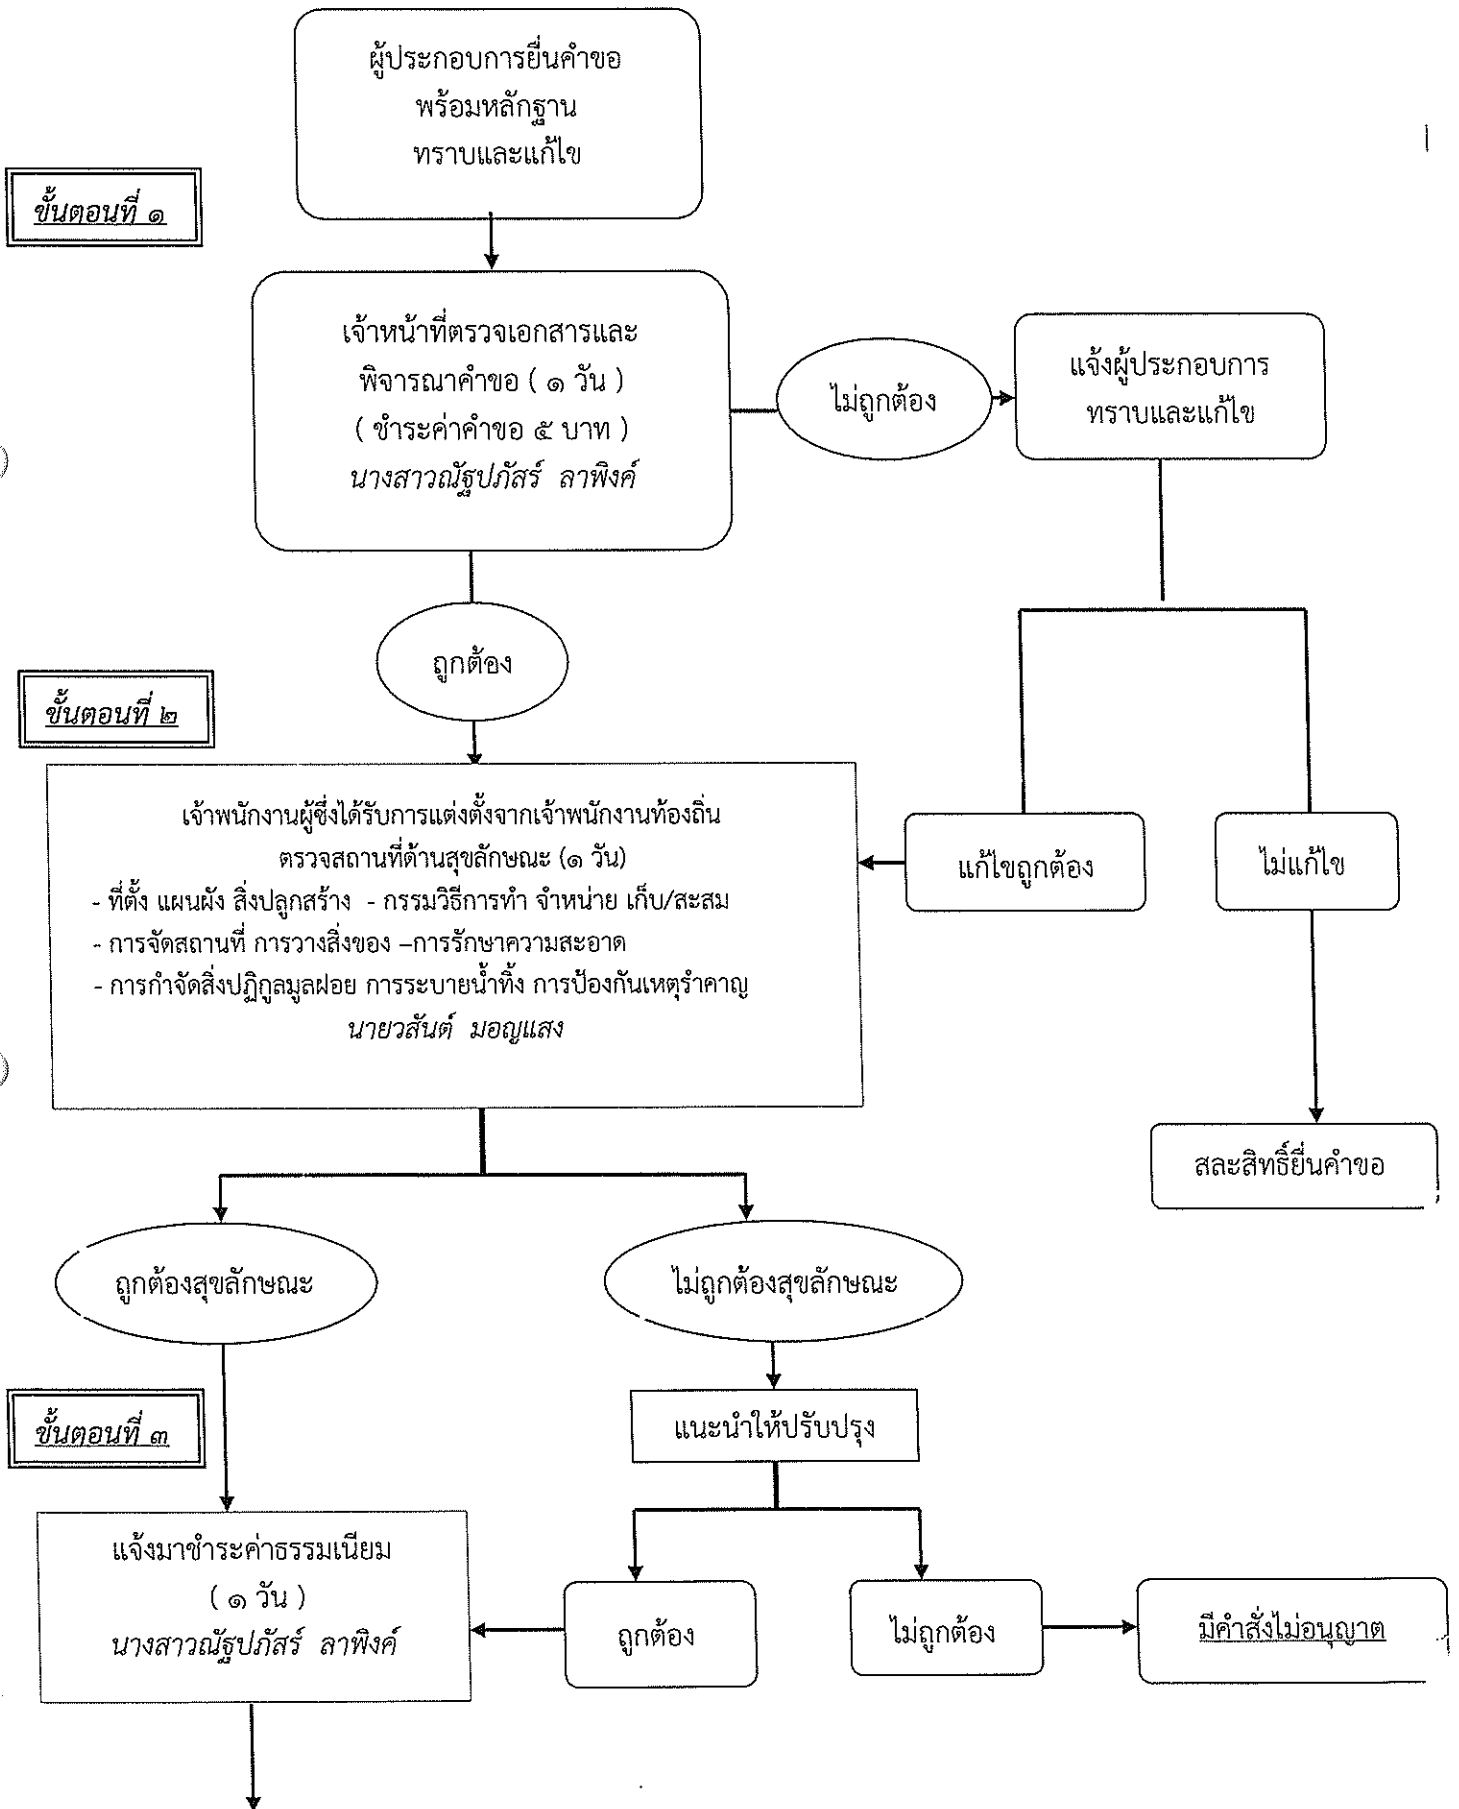 ผู้ประกอบการยื่นคำขอ
พร้อมหลักฐาน
ทราบและแก้ไข
ขั้นตอนที่ ๑
เจ้าหน้าที่ตรวจเอกสารและ
พิจารณาคำขอ ( ๑ วัน )
( ชำระค่าคำขอ ๕ บาท )
นางสาวณัฐปภัสร์ ลาพิงค์
ไม่ถูกต้อง
แจ้งผู้ประกอบการ
ทราบและแก้ไข
ถูกต้อง
ขั้นตอนที่ ๒
เจ้าพนักงานผู้ซึ่งได้รับการแต่งตั้งจากเจ้าพนักงานท้องถิ่น
ตรวจสถานที่ด้านสุขลักษณะ (๑ วัน)
- ที่ตั้ง แผนผัง สิ่งปลูกสร้าง - กรรมวิธีการทำ จำหน่าย เก็บ/สะสม
- การจัดสถานที่ การวางสิ่งของ –การรักษาความสะอาด
- การกำจัดสิ่งปฏิกูลมูลฝอย การระบายน้ำทิ้ง การป้องกันเหตุรำคาญ
นายวสันต์ มอญแสง
แก้ไขถูกต้อง
ไม่แก้ไข
สละสิทธิ์ยื่นคำขอ
ถูกต้องสุขลักษณะ
ไม่ถูกต้องสุขลักษณะ
แนะนำให้ปรับปรุง
ขั้นตอนที่ ๓
แจ้งมาชำระค่าธรรมเนียม
( ๑ วัน )
นางสาวณัฐปภัสร์ ลาพิงค์
ถูกต้อง
ไม่ถูกต้อง
มีคำสั่งไม่อนุญาต